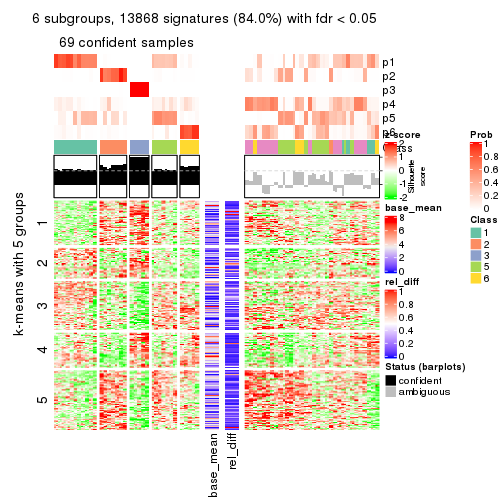 6 subgroups, 13868 signatures (84.0%) with fdr < 0.05
69 confident samples
p1
p2
p3
p4
p5
p6
Class
Silhouette
score
k-means with 5 groups
1
2
3
4
5
base_mean
rel_diff
z-score
2
1
0
-1
-2
base_mean
8
6
4
2
0
rel_diff
1
0.8
0.6
0.4
0.2
0
Status (barplots)
confident
ambiguous
Prob
1
0.8
0.6
0.4
0.2
0
Class
1
2
3
5
6